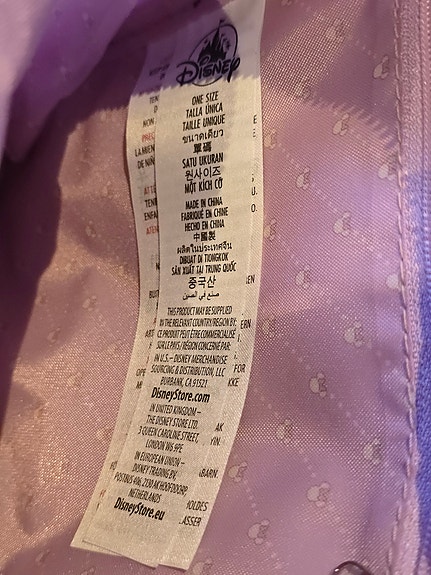 Disney
ONE SIZE
TALLA ÚNICA
TAILLE UNIQUE
ขนาดเดียว
單碼
SATU UKURAN
원사이즈
MỘT KÍCH CỠ
MADE IN CHINA
FABRIQUÉ EN CHINE
HECHO EN CHINA
中國製
ผลิตในประเทศจีน
DIBUAT DI TIONGKOK
SẢN XUẤT TẠI TRUNG QUỐC
중국산
صنع في الصين
THIS PRODUCT MAY BE SUPPLIED
IN THE RELEVANT COUNTRY/REGION BY:
CE PRODUIT PEUT ÊTRE COMMERCIALISÉ
SUR LE PAYS/RÉGION CONCERNÉ PAR:
IN U.S. – DISNEY MERCHANDISE
SOURCING & DISTRIBUTION, LLC
BURBANK, CA 91521
DisneyStore.com
IN UNITED KINGDOM –
THE DISNEY STORE LTD.
3 QUEEN CAROLINE STREET,
LONDON W6 9PE
IN EUROPEAN UNION –
DISNEY TRADING BV,
POSTBUS 406, 2130 AK HOOFDDORP,
NETHERLANDS
DisneyStore.eu